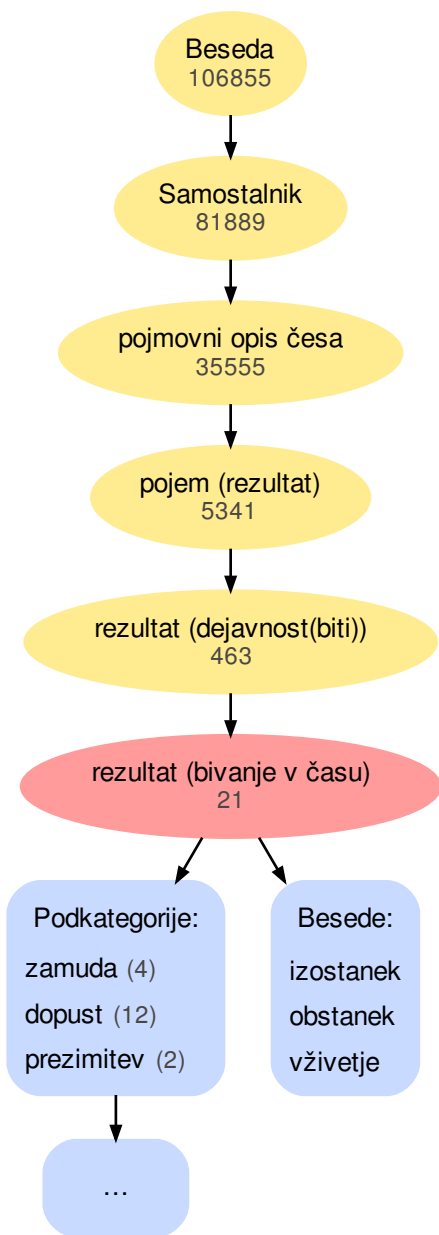 Beseda
106855
Samostalnik
81889
pojmovni opis česa
35555
pojem (rezultat)
5341
rezultat (dejavnost(biti))
463
rezultat (bivanje v času)
21
Podkategorije:
zamuda (4)
dopust (12)
prezimitev (2)
Besede:
izostanek
obstanek
vživetje
...